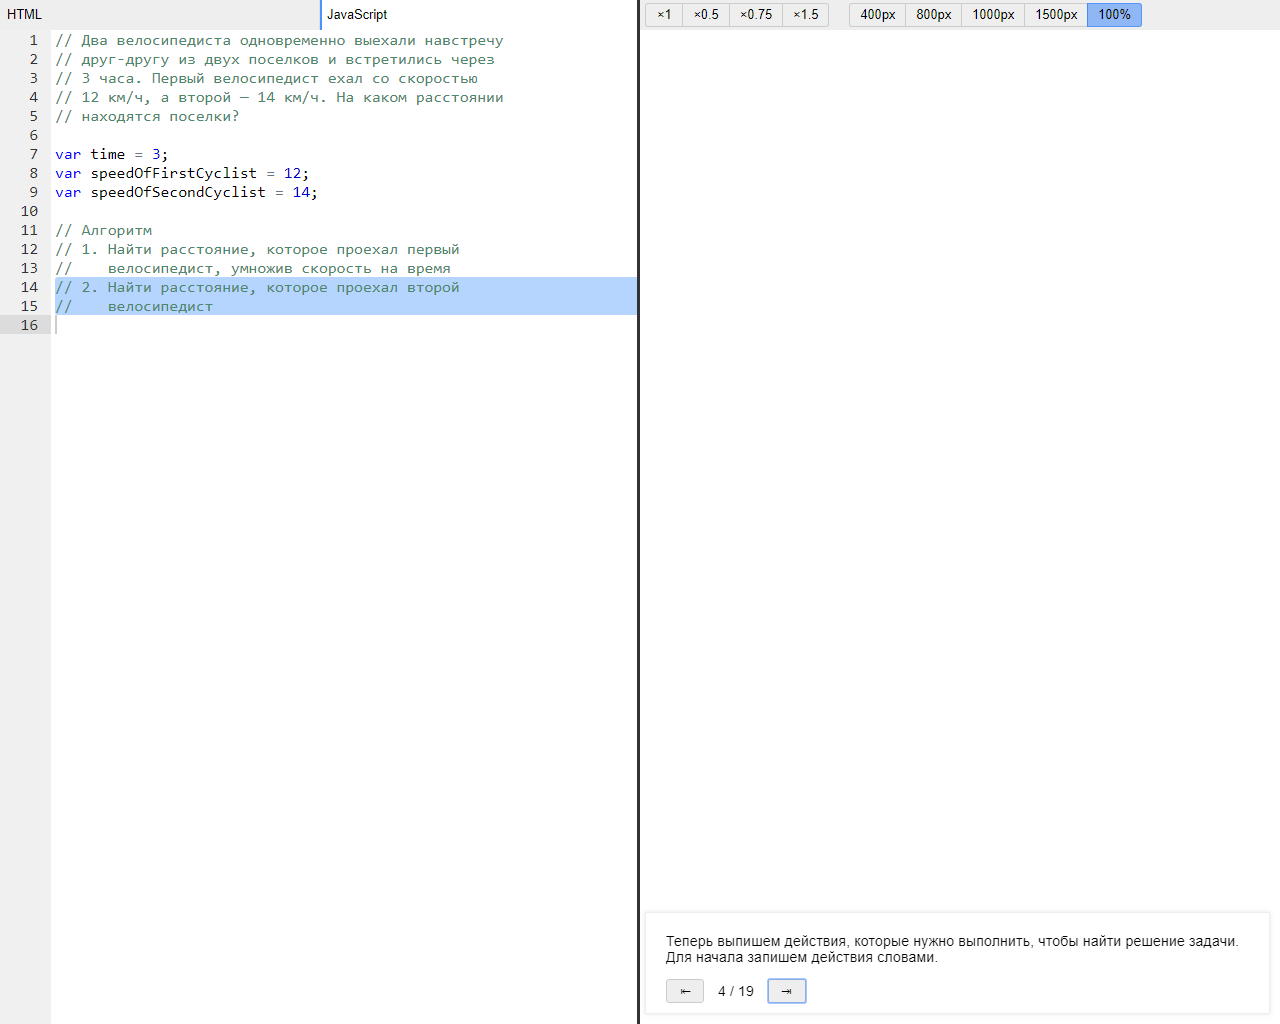 HTML
JavaScript
×1 ×0.5 ×0.75 ×1.5 400px 800px 1000px 1500px 100%
1 // Два велосипедиста одновременно выехали навстречу
2 // друг-другу из двух поселков и встретились через
3 // 3 часа. Первый велосипедист ехал со скоростью
4 // 12 км/ч, а второй — 14 км/ч. На каком расстоянии
5 // находятся поселки?
6
7 var time = 3;
8 var speedOfFirstCyclist = 12;
9 var speedOfSecondCyclist = 14;
10
11 // Алгоритм
12 // 1. Найти расстояние, которое проехал первый
13 //    велосипедист, умножив скорость на время
14 // 2. Найти расстояние, которое проехал второй
15 //    велосипедист
16
Теперь выпишем действия, которые нужно выполнить, чтобы найти решение задачи.
Для начала запишем действия словами.
⇤ 4 / 19 ⇥